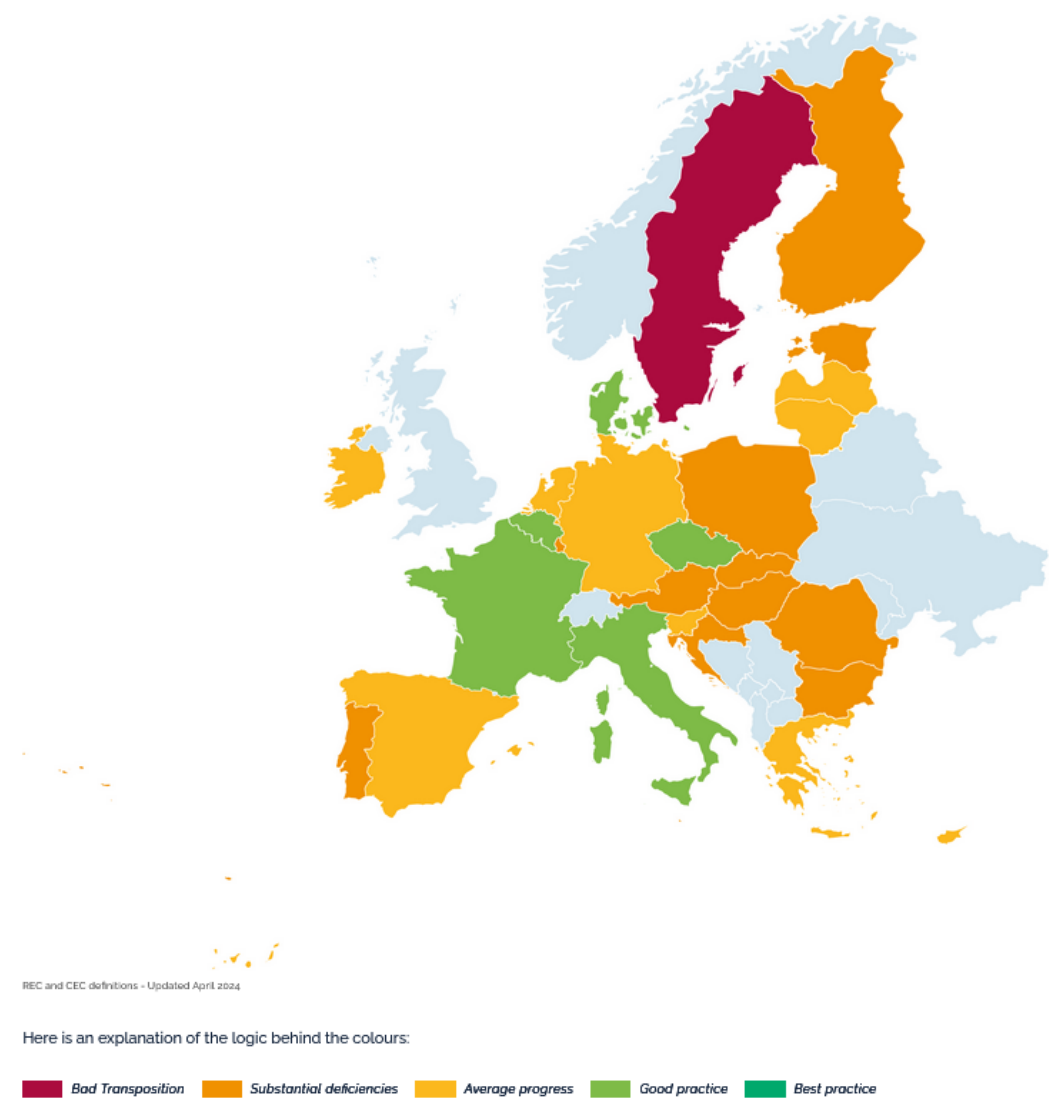 REC and CEC definitions - Updated April 2024
Here is an explanation of the logic behind the colours:
Bad Transposition Substantial deficiencies Average progress Good practice Best practice